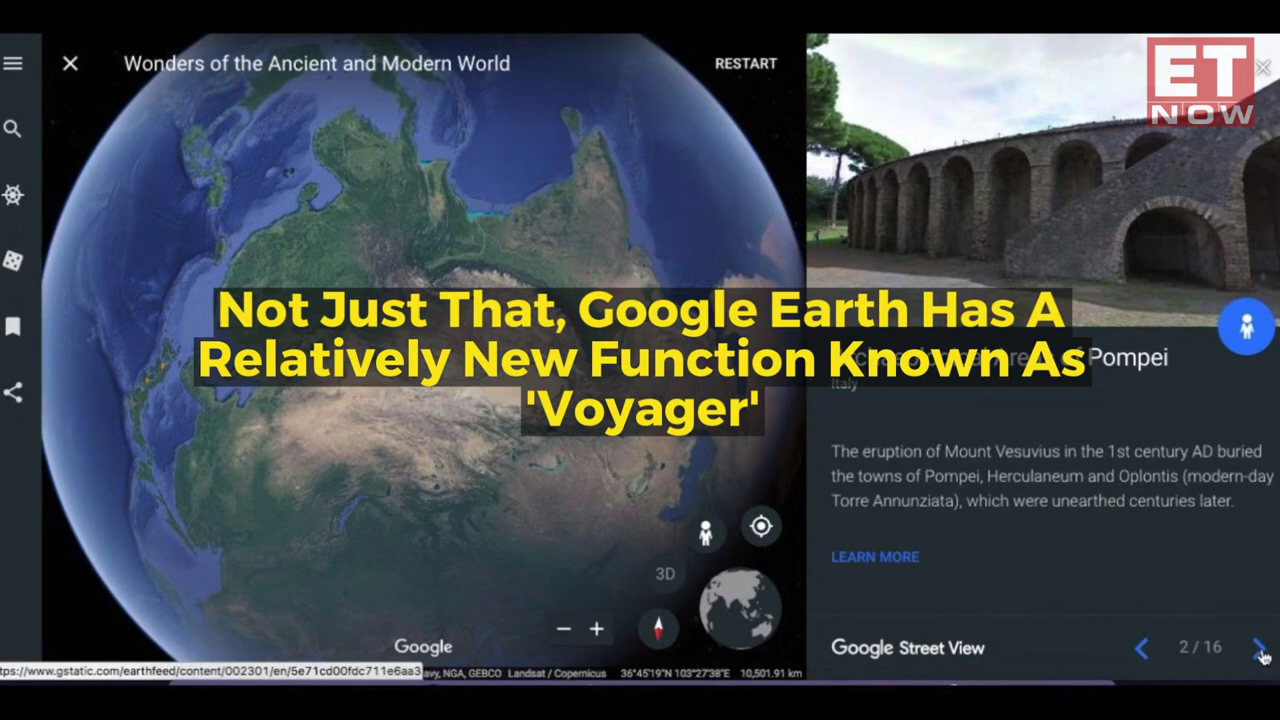 ET
NOW
Wonders of the Ancient and Modern World
RESTART
Not Just That, Google Earth Has A
Relatively New Function Known As
'Voyager'
Pompei
Italy
The eruption of Mount Vesuvius in the 1st century AD buried
the towns of Pompei, Herculaneum and Oplontis (modern-day
Torre Annunziata), which were unearthed centuries later.
LEARN MORE
3D
Google
Google Street View
2 / 16
tps://www.gstatic.com/earthfeed/content/002301/en/5e71cd00fdc711e6aa3
avy, NGA, GEBCO Landsat / Copernicus 36°45'19"N 103°27'38"E 10,501.91 km